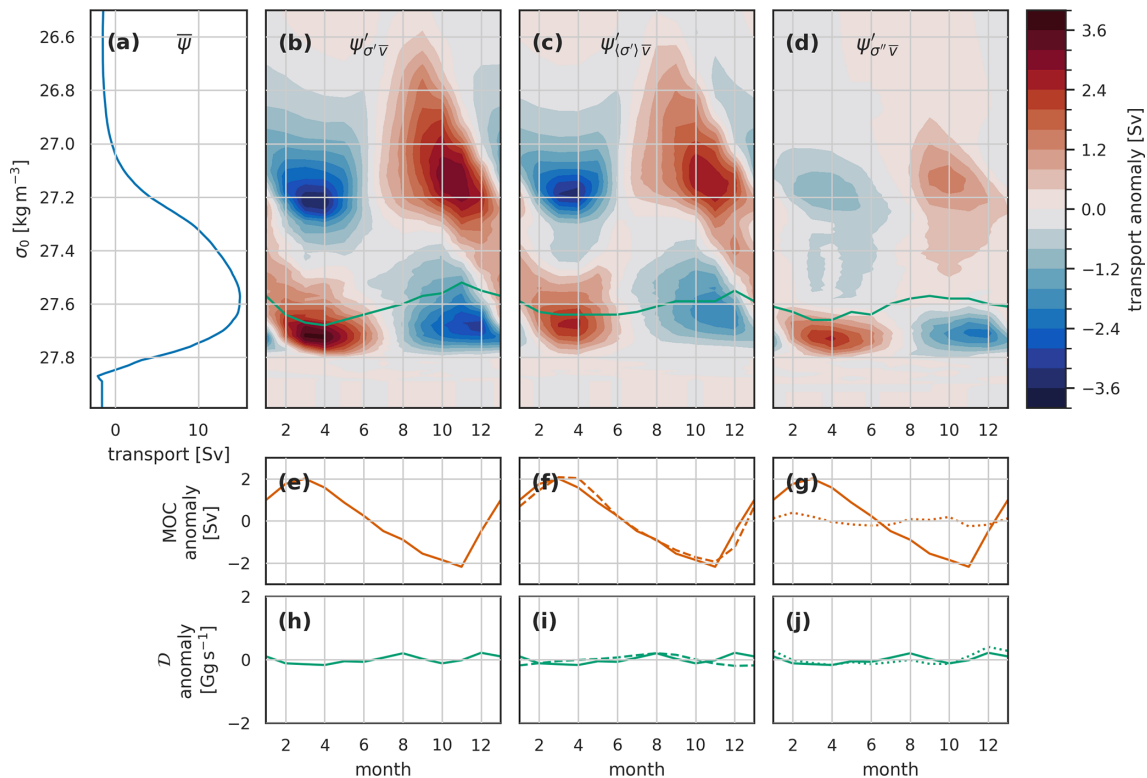 (a) ψ̅
(b) ψ′σ′ v̅
(c) ψ′⟨σ′⟩ v̅
(d) ψ′σ″ v̅
26.6
26.8
27.0
27.2
27.4
27.6
27.8
σ₀ [kg m⁻³]
0 10
transport [Sv]
2 4 6 8 10 12
2 4 6 8 10 12
2 4 6 8 10 12
3.6
2.4
1.2
0.0
−1.2
−2.4
−3.6
transport anomaly [Sv]
(e)
(f)
(g)
2
0
−2
MOC
anomaly
[Sv]
(h)
(i)
(j)
2
0
−2
𝒟
anomaly
[Gg s⁻¹]
2 4 6 8 10 12
2 4 6 8 10 12
2 4 6 8 10 12
month
month
month